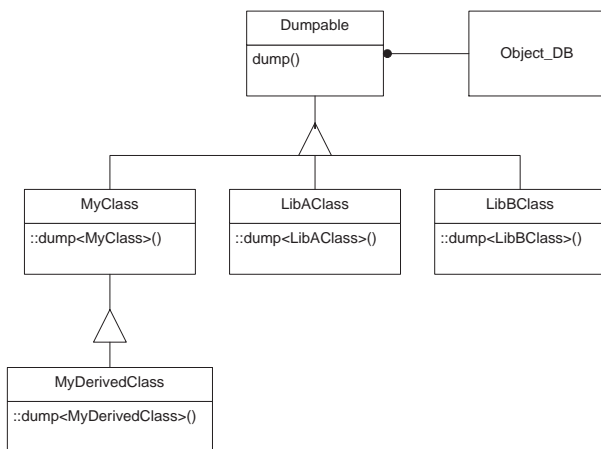 Dumpable
dump()
Object_DB
MyClass
::dump<MyClass>()
LibAClass
::dump<LibAClass>()
LibBClass
::dump<LibBClass>()
MyDerivedClass
::dump<MyDerivedClass>()